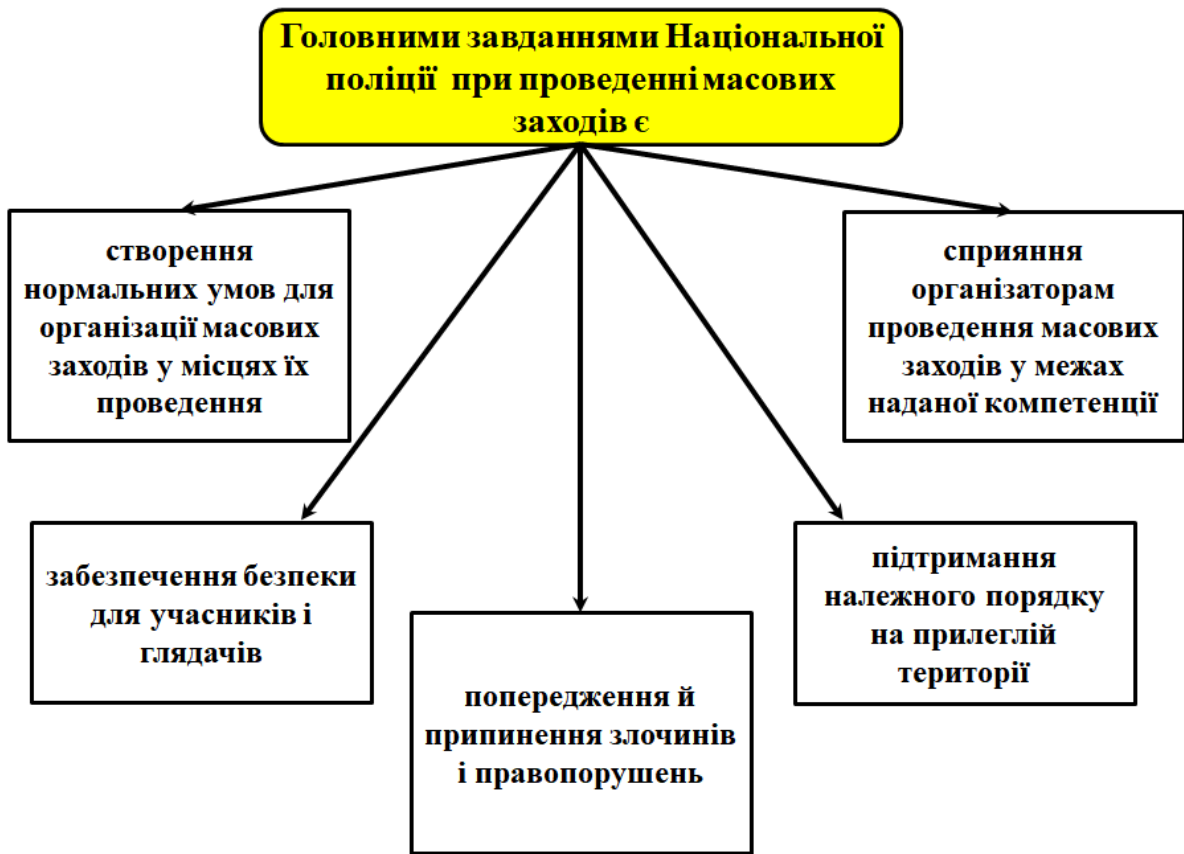 Головними завданнями Національної
поліції при проведенні масових
заходів є
створення
нормальних умов для
організації масових
заходів у місцях їх
проведення
сприяння
організаторам
проведення масових
заходів у межах
наданої компетенції
забезпечення безпеки
для учасників і
глядачів
попередження й
припинення злочинів
і правопорушень
підтримання
належного порядку
на прилеглій
території